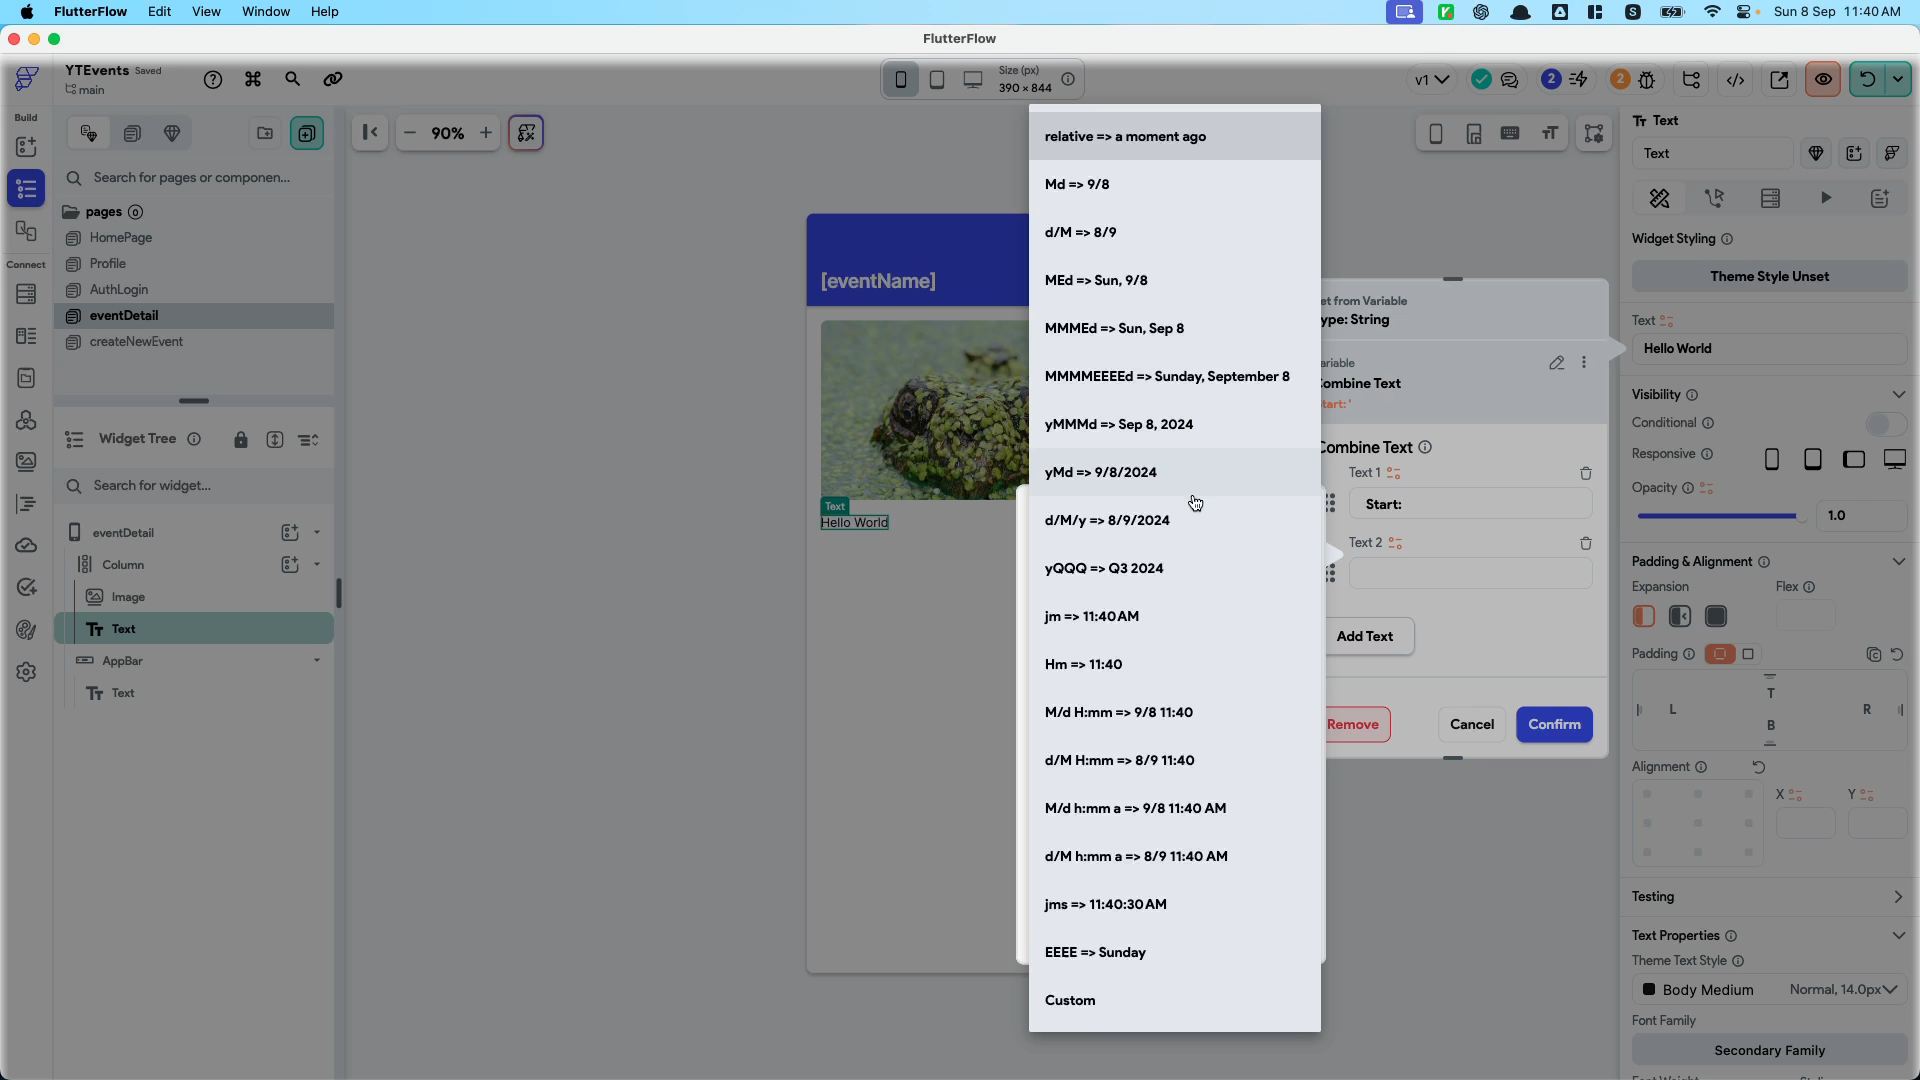 FlutterFlow Edit View Window Help
Sun 8 Sep 11:40 AM
FlutterFlow
YTEvents Saved
main
Size (px)
390 × 844
v1
2
2
Build
Connect
90%
Search for pages or componen...
pages 0
HomePage
Profile
AuthLogin
eventDetail
createNewEvent
Widget Tree
Search for widget...
eventDetail
Column
Image
Text
AppBar
Text
[eventName]
Text
Hello World
relative => a moment ago
Md => 9/8
d/M => 8/9
MEd => Sun, 9/8
MMMEd => Sun, Sep 8
MMMMEEEEd => Sunday, September 8
yMMMd => Sep 8, 2024
yMd => 9/8/2024
d/M/y => 8/9/2024
yQQQ => Q3 2024
jm => 11:40 AM
Hm => 11:40
M/d H:mm => 9/8 11:40
d/M H:mm => 8/9 11:40
M/d h:mm a => 9/8 11:40 AM
d/M h:mm a => 8/9 11:40 AM
jms => 11:40:30 AM
EEEE => Sunday
Custom
et from Variable
ype: String
ariable
Combine Text
tart: '
Combine Text
Text 1
Start:
Text 2
Add Text
Remove
Cancel
Confirm
Text
Text
Widget Styling
Theme Style Unset
Text
Hello World
Visibility
Conditional
Responsive
Opacity
1.0
Padding & Alignment
Expansion
Flex
Padding
T
L
R
B
Alignment
X
Y
Testing
Text Properties
Theme Text Style
Body Medium Normal, 14.0px
Font Family
Secondary Family